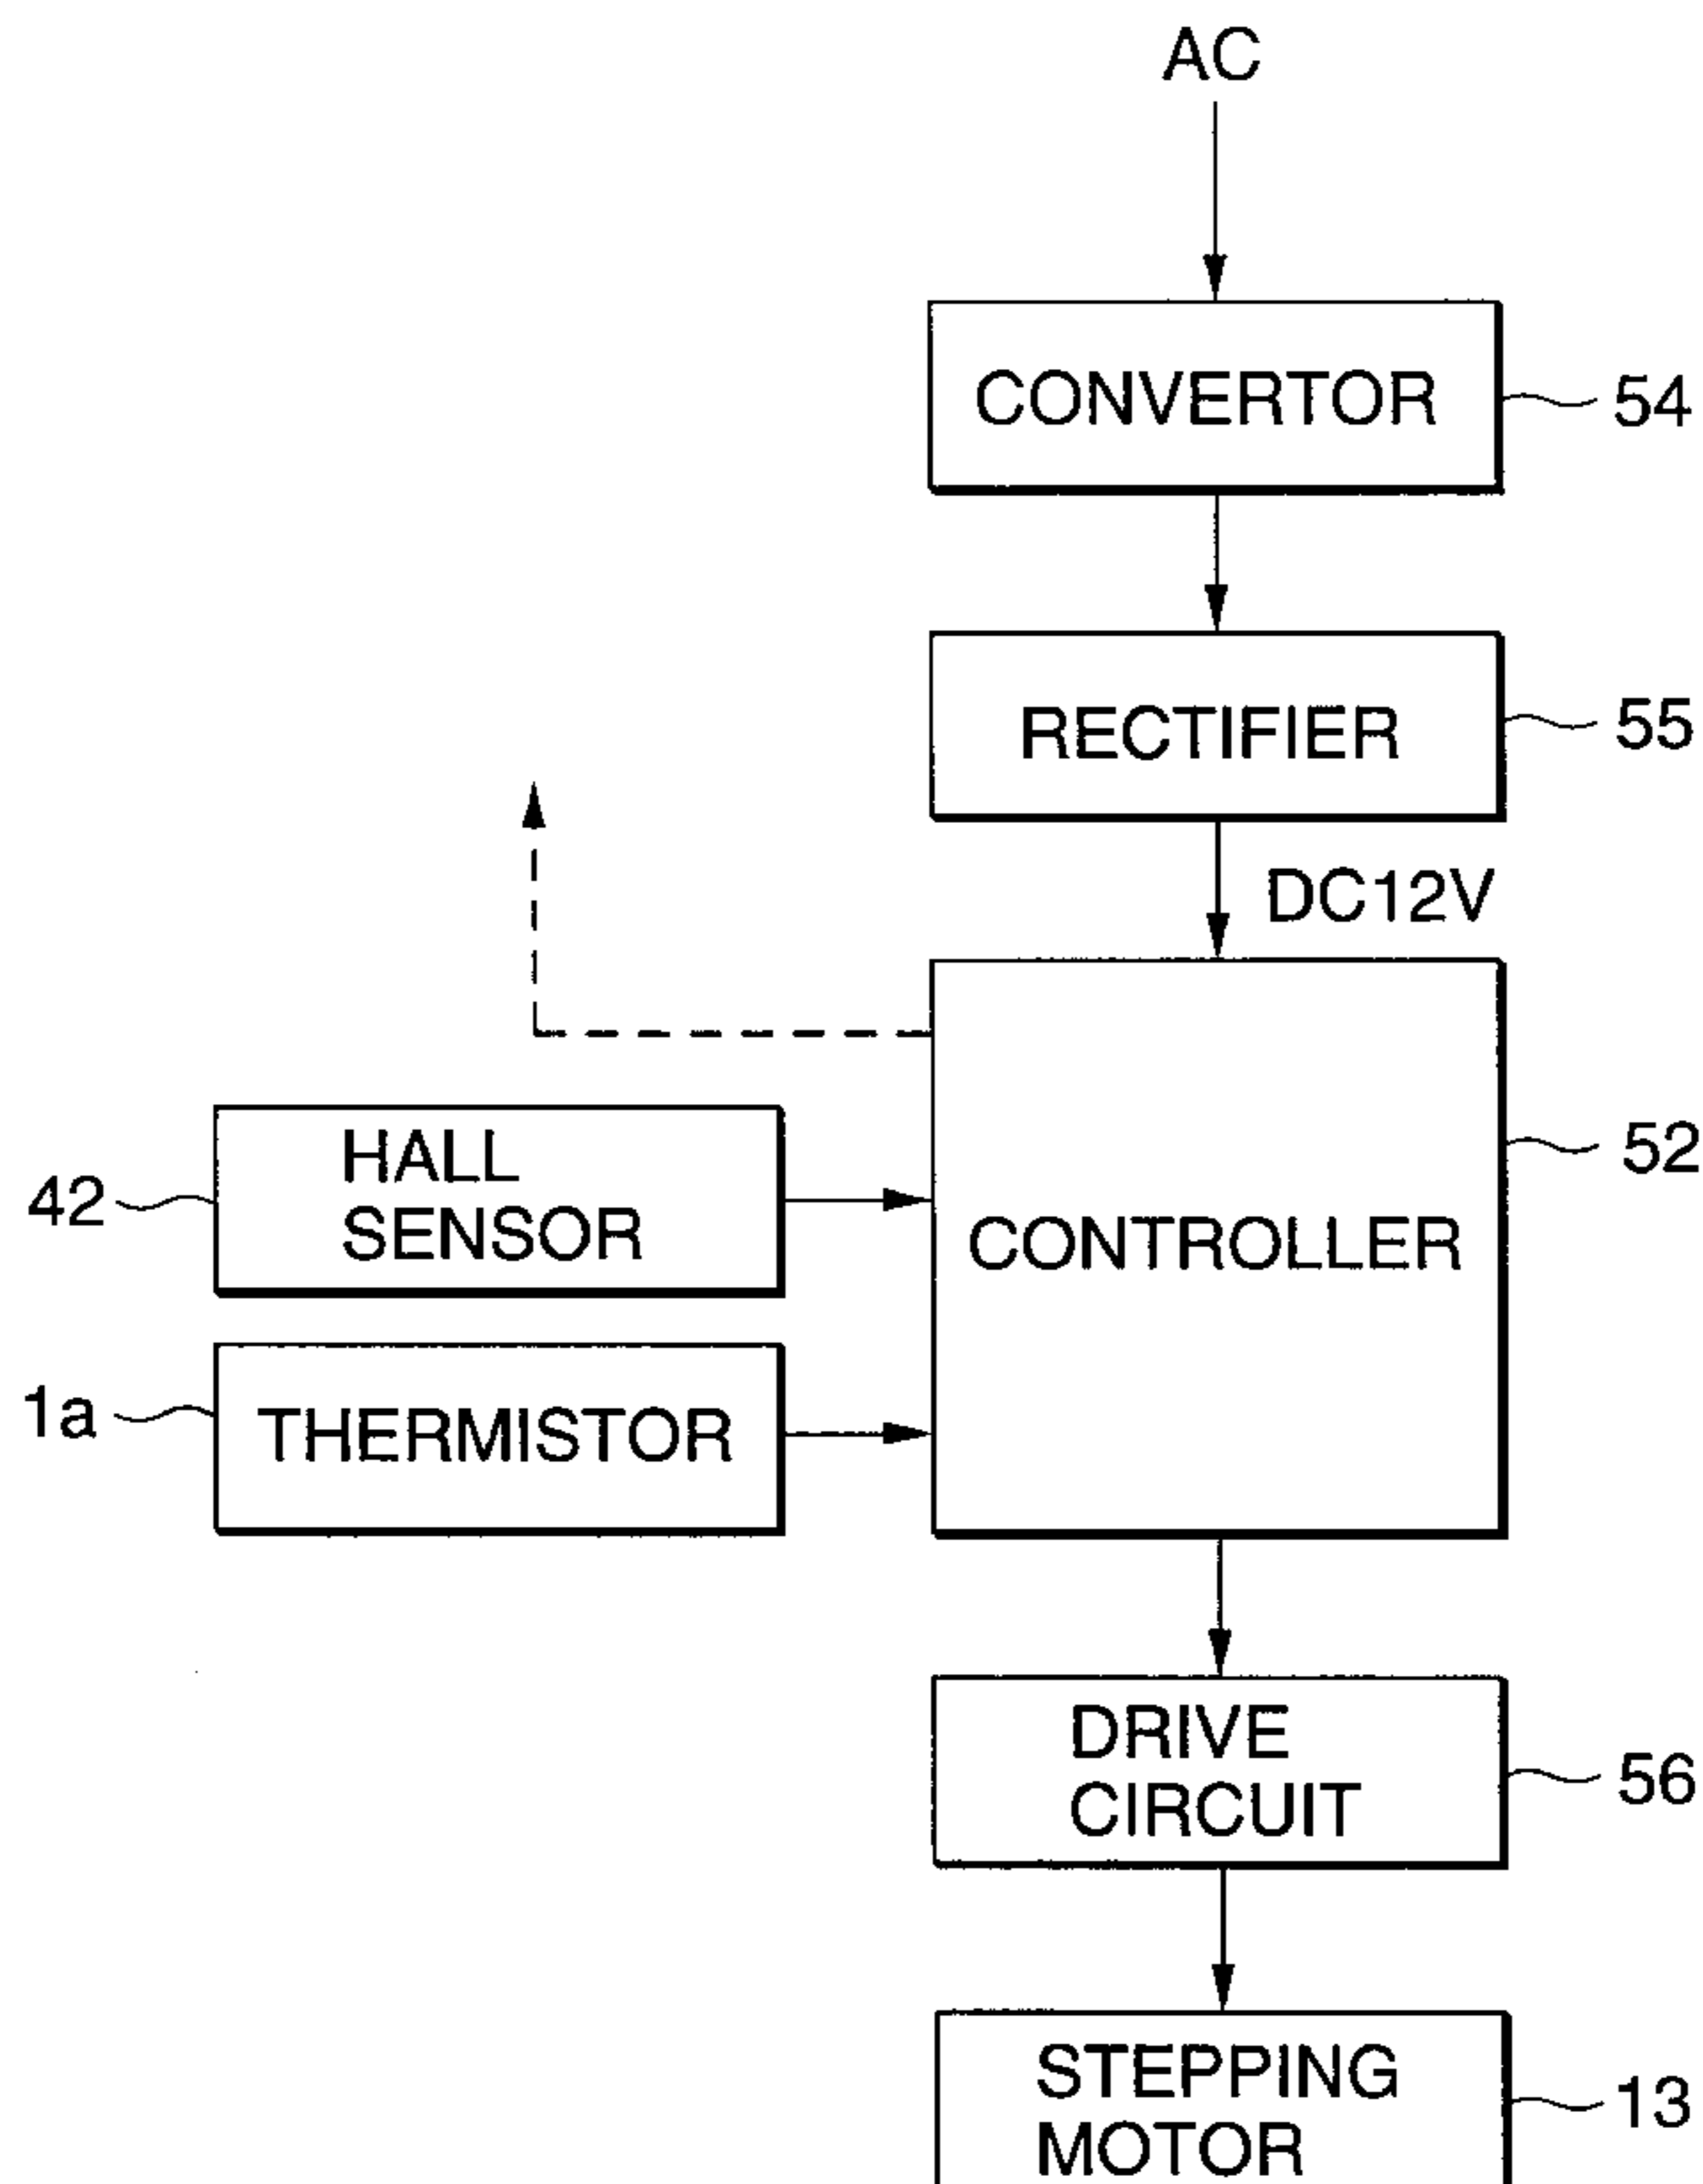 AC
CONVERTOR
54
RECTIFIER
55
DC12V
HALL
SENSOR
42
52
CONTROLLER
1a
THERMISTOR
DRIVE
CIRCUIT
56
STEPPING
MOTOR
13